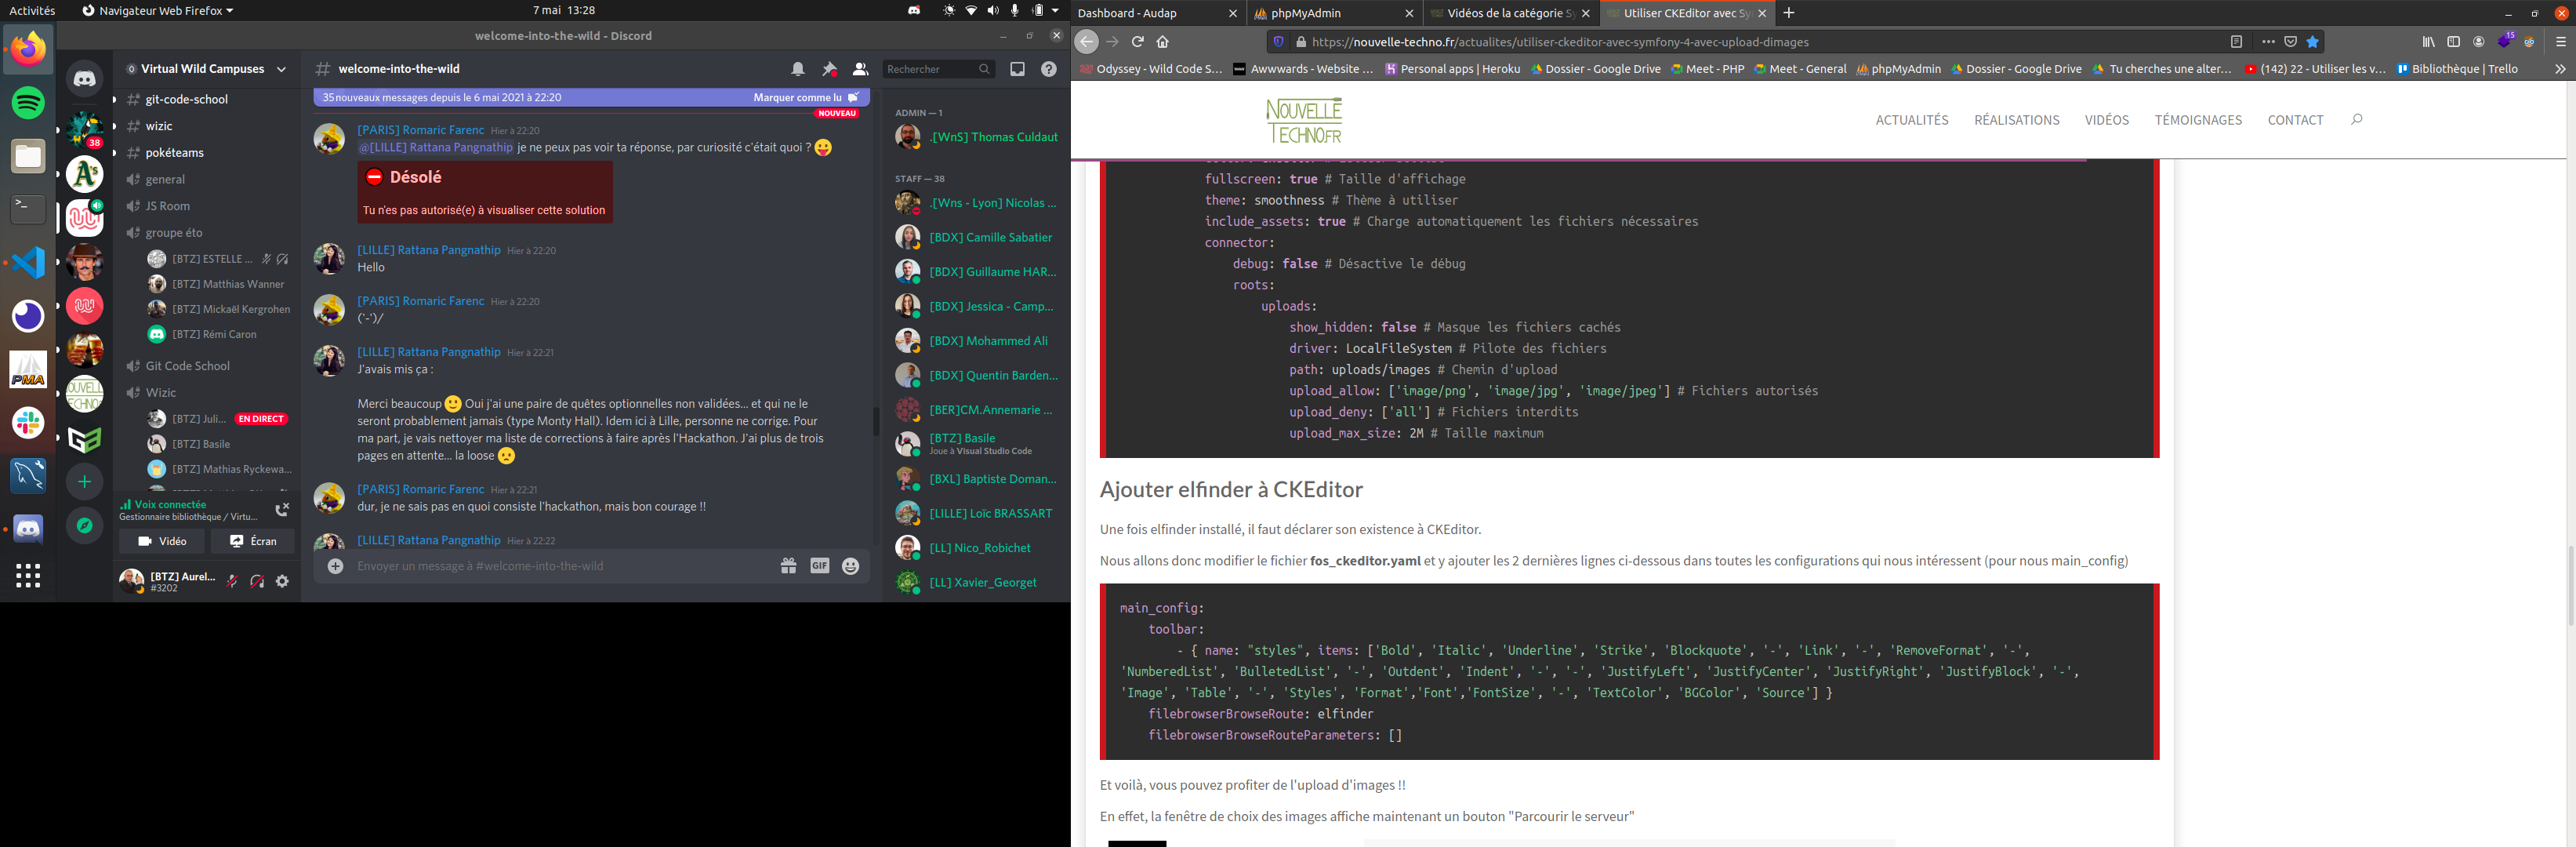 Activités
Navigateur Web Firefox
7 mai 13:28
welcome-into-the-wild - Discord
Virtual Wild Campuses
git-code-school
wizic
pokéteams
general
JS Room
groupe éto
[BTZ] ESTELLE ...
[BTZ] Matthias Wanner
[BTZ] Mickaël Kergrohen
[BTZ] Rémi Caron
Git Code School
Wizic
[BTZ] Juli... EN DIRECT
[BTZ] Basile
[BTZ] Mathias Ryckewa...
Voix connectée
Gestionnaire bibliothèque / Virtu...
Vidéo
Écran
[BTZ] Aurel...
#3202
38
PMA
# welcome-into-the-wild
Rechercher
35 nouveaux messages depuis le 6 mai 2021 à 22:20
Marquer comme lu
NOUVEAU
[PARIS] Romaric Farenc Hier à 22:20
@[LILLE] Rattana Pangnathip je ne peux pas voir ta réponse, par curiosité c'était quoi ? 😛
Désolé
Tu n'es pas autorisé(e) à visualiser cette solution
[LILLE] Rattana Pangnathip Hier à 22:20
Hello
[PARIS] Romaric Farenc Hier à 22:20
('-')/
[LILLE] Rattana Pangnathip Hier à 22:21
J'avais mis ça :
Merci beaucoup 🙂 Oui j'ai une paire de quêtes optionnelles non validées... et qui ne le
seront probablement jamais (type Monty Hall). Idem ici à Lille, personne ne corrige. Pour
ma part, je vais nettoyer ma liste de corrections à faire après l'Hackathon. J'ai plus de trois
pages en attente... la loose 🙁
[PARIS] Romaric Farenc Hier à 22:21
dur, je ne sais pas en quoi consiste l'hackathon, mais bon courage !!
[LILLE] Rattana Pangnathip Hier à 22:22
Envoyer un message à #welcome-into-the-wild
GIF
ADMIN — 1
.[WnS] Thomas Culdaut
STAFF — 38
.[Wns - Lyon] Nicolas ...
[BDX] Camille Sabatier
[BDX] Guillaume HAR...
[BDX] Jessica - Camp...
[BDX] Mohammed Ali
[BDX] Quentin Barden...
[BER]CM.Annemarie ...
[BTZ] Basile
Joue à Visual Studio Code
[BXL] Baptiste Doman...
[LILLE] Loïc BRASSART
[LL] Nico_Robichet
[LL] Xavier_Georget
Dashboard - Audap
phpMyAdmin
Vidéos de la catégorie Sy
Utiliser CKEditor avec Sy
https://nouvelle-techno.fr/actualites/utiliser-ckeditor-avec-symfony-4-avec-upload-dimages
15
Odyssey - Wild Code S...
Awwwards - Website ...
Personal apps | Heroku
Dossier - Google Drive
Meet - PHP
Meet - General
phpMyAdmin
Dossier - Google Drive
Tu cherches une alter...
(142) 22 - Utiliser les v...
Bibliothèque | Trello
NOUVELLE
TECHNO.FR
ACTUALITÉS
RÉALISATIONS
VIDÉOS
TÉMOIGNAGES
CONTACT
fullscreen: true # Taille d'affichage
theme: smoothness # Thème à utiliser
include_assets: true # Charge automatiquement les fichiers nécessaires
connector:
debug: false # Désactive le débug
roots:
uploads:
show_hidden: false # Masque les fichiers cachés
driver: LocalFileSystem # Pilote des fichiers
path: uploads/images # Chemin d'upload
upload_allow: ['image/png', 'image/jpg', 'image/jpeg'] # Fichiers autorisés
upload_deny: ['all'] # Fichiers interdits
upload_max_size: 2M # Taille maximum
Ajouter elfinder à CKEditor
Une fois elfinder installé, il faut déclarer son existence à CKEditor.
Nous allons donc modifier le fichier fos_ckeditor.yaml et y ajouter les 2 dernières lignes ci-dessous dans toutes les configurations qui nous intéressent (pour nous main_config)
main_config:
toolbar:
- { name: "styles", items: ['Bold', 'Italic', 'Underline', 'Strike', 'Blockquote', '-', 'Link', '-', 'RemoveFormat', '-',
'NumberedList', 'BulletedList', '-', 'Outdent', 'Indent', '-', '-', 'JustifyLeft', 'JustifyCenter', 'JustifyRight', 'JustifyBlock', '-',
'Image', 'Table', '-', 'Styles', 'Format','Font','FontSize', '-', 'TextColor', 'BGColor', 'Source'] }
filebrowserBrowseRoute: elfinder
filebrowserBrowseRouteParameters: []
Et voilà, vous pouvez profiter de l'upload d'images !!
En effet, la fenêtre de choix des images affiche maintenant un bouton "Parcourir le serveur"